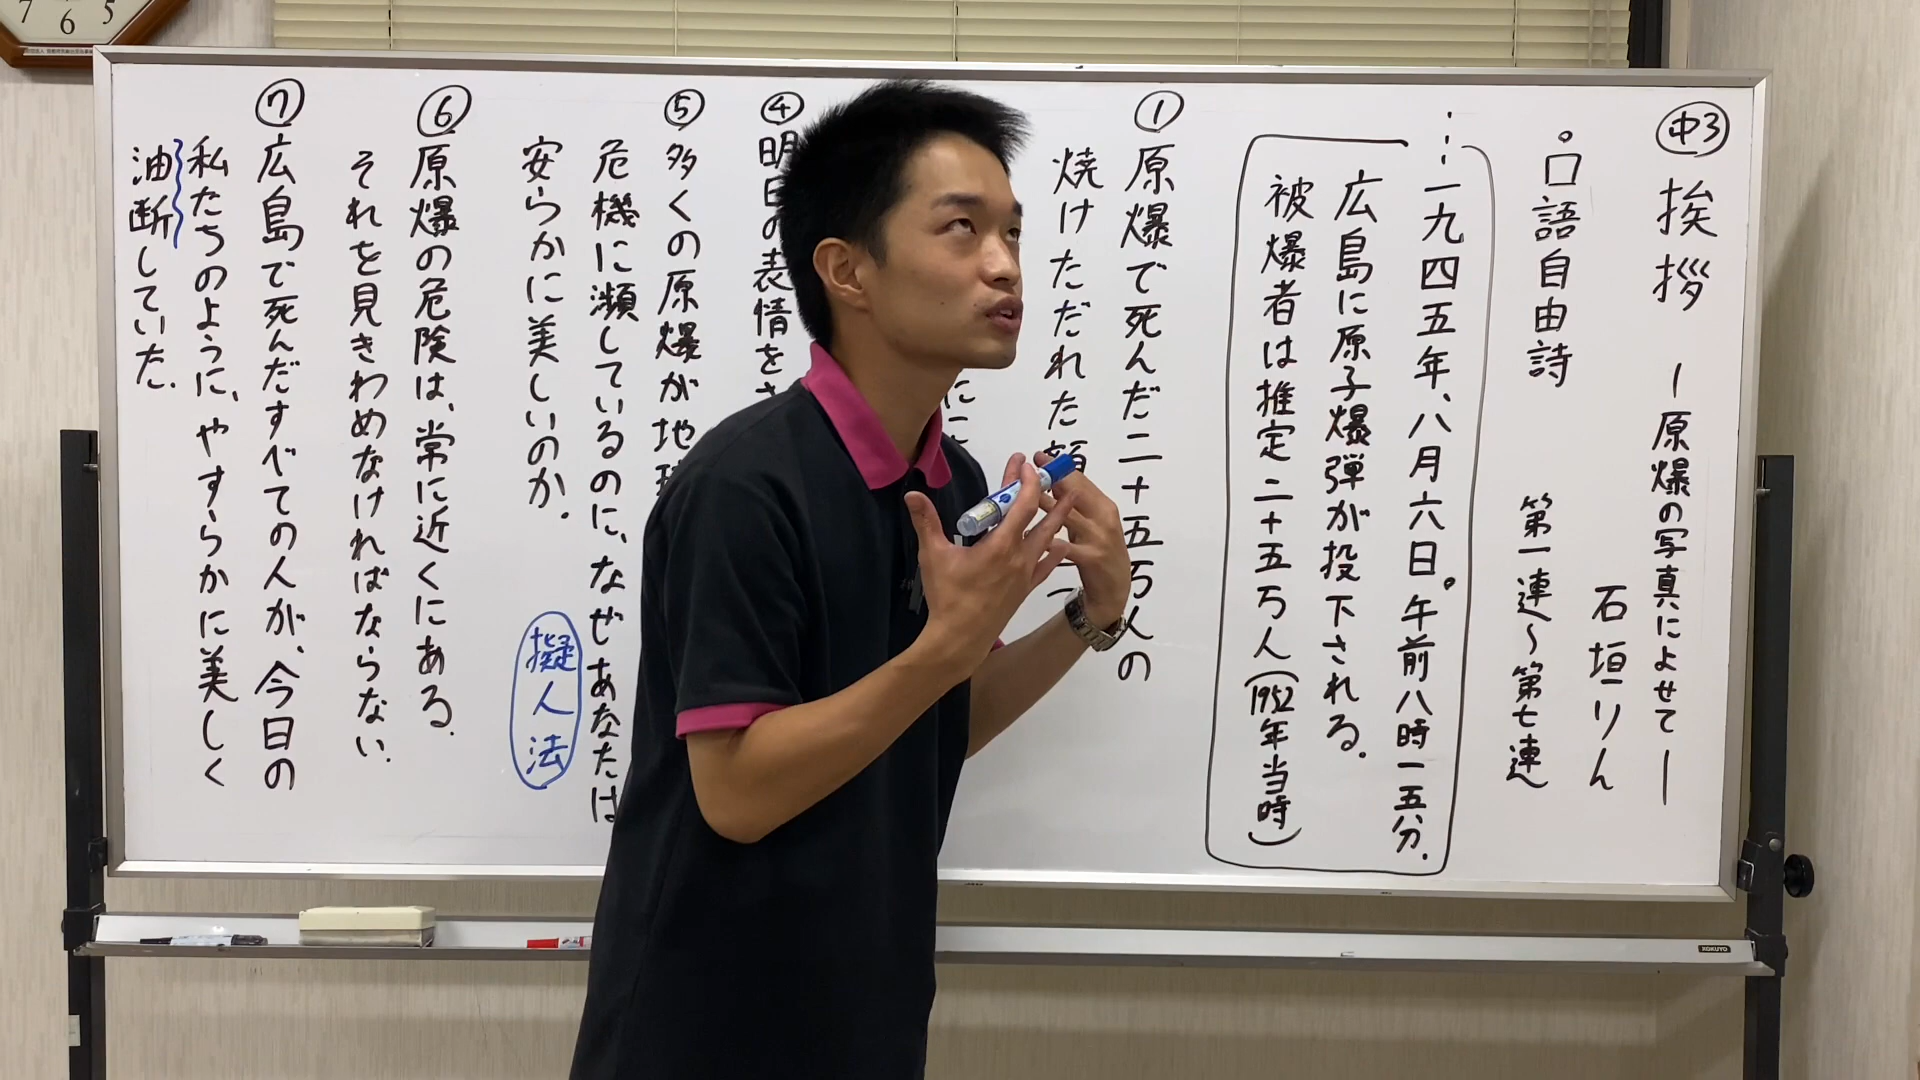 中3
挨拶 ー原爆の写真によせてー
石垣りん
口語自由詩 第一連〜第七連
…一九四五年、八月六日。午前八時一五分.
広島に原子爆弾が投下される.
被爆者は推定二十五万人(1952年当時)
①原爆で死んだ二十五万人の
焼けただれた顔
④明日の表情をさ
⑤多くの原爆が地球
危機に瀕しているのに、なぜあなたは
安らかに美しいのか.
擬人法
⑥原爆の危険は、常に近くにある.
それを見きわめなければならない.
⑦広島で死んだすべての人が、今日の
私たちのように、やすらかに美しく
油断していた.
7 6 5
KOKUYO